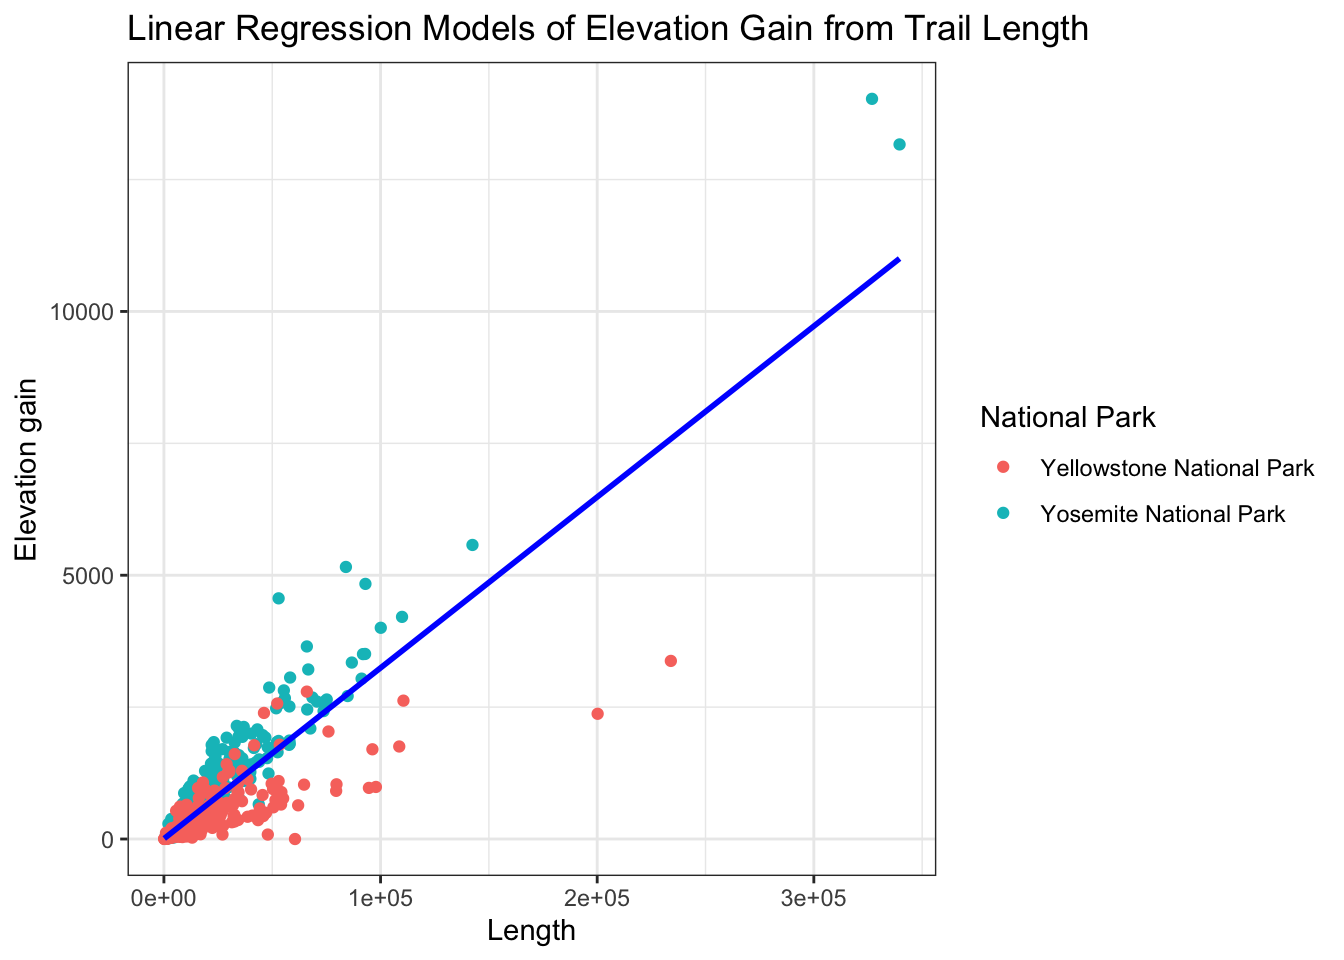 Linear Regression Models of Elevation Gain from Trail Length
10000
5000
0
Elevation gain
0e+00 1e+05 2e+05 3e+05
Length
National Park
Yellowstone National Park
Yosemite National Park